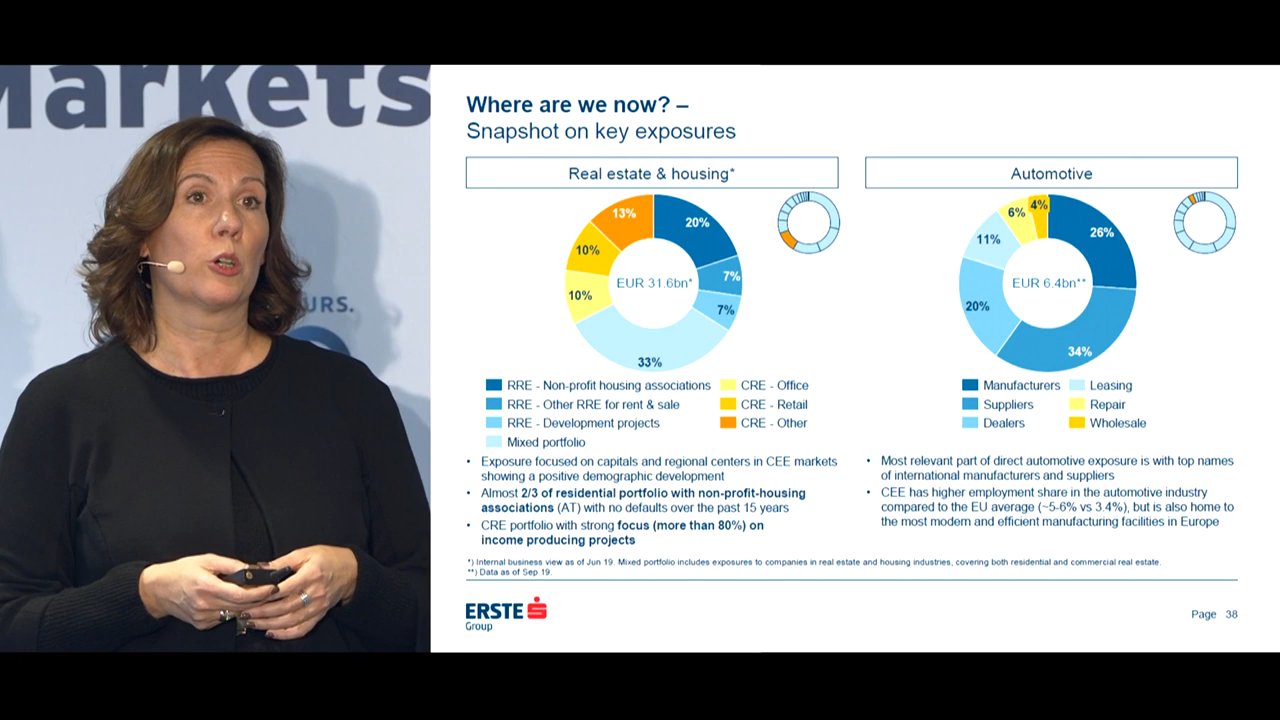 Markets
URS.
Where are we now? –
Snapshot on key exposures
Real estate & housing*
13%
20%
10%
7%
EUR 31.6bn*
10%
7%
33%
RRE - Non-profit housing associations
CRE - Office
RRE - Other RRE for rent & sale
CRE - Retail
RRE - Development projects
CRE - Other
Mixed portfolio
• Exposure focused on capitals and regional centers in CEE markets
showing a positive demographic development
• Almost 2/3 of residential portfolio with non-profit-housing
associations (AT) with no defaults over the past 15 years
• CRE portfolio with strong focus (more than 80%) on
income producing projects
Automotive
6%
4%
26%
11%
EUR 6.4bn**
20%
34%
Manufacturers
Leasing
Suppliers
Repair
Dealers
Wholesale
• Most relevant part of direct automotive exposure is with top names
of international manufacturers and suppliers
• CEE has higher employment share in the automotive industry
compared to the EU average (~5-6% vs 3.4%), but is also home to
the most modern and efficient manufacturing facilities in Europe
*) Internal business view as of Jun 19. Mixed portfolio includes exposures to companies in real estate and housing industries, covering both residential and commercial real estate.
**) Data as of Sep 19.
ERSTE
Group
Page 38